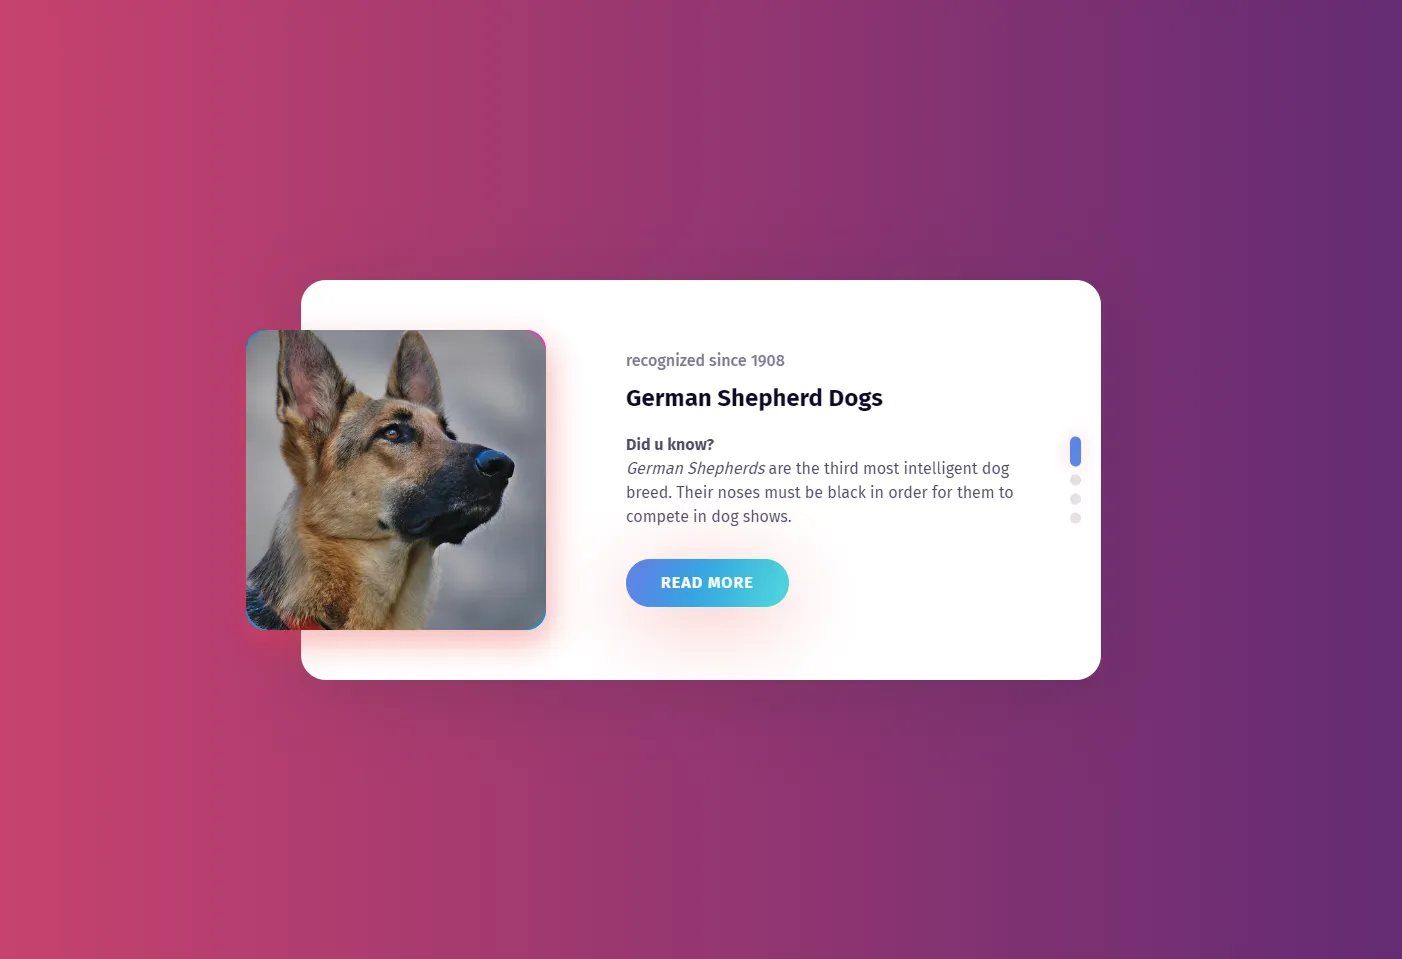 recognized since 1908
German Shepherd Dogs
Did u know?
German Shepherds are the third most intelligent dog
breed. Their noses must be black in order for them to
compete in dog shows.
READ MORE